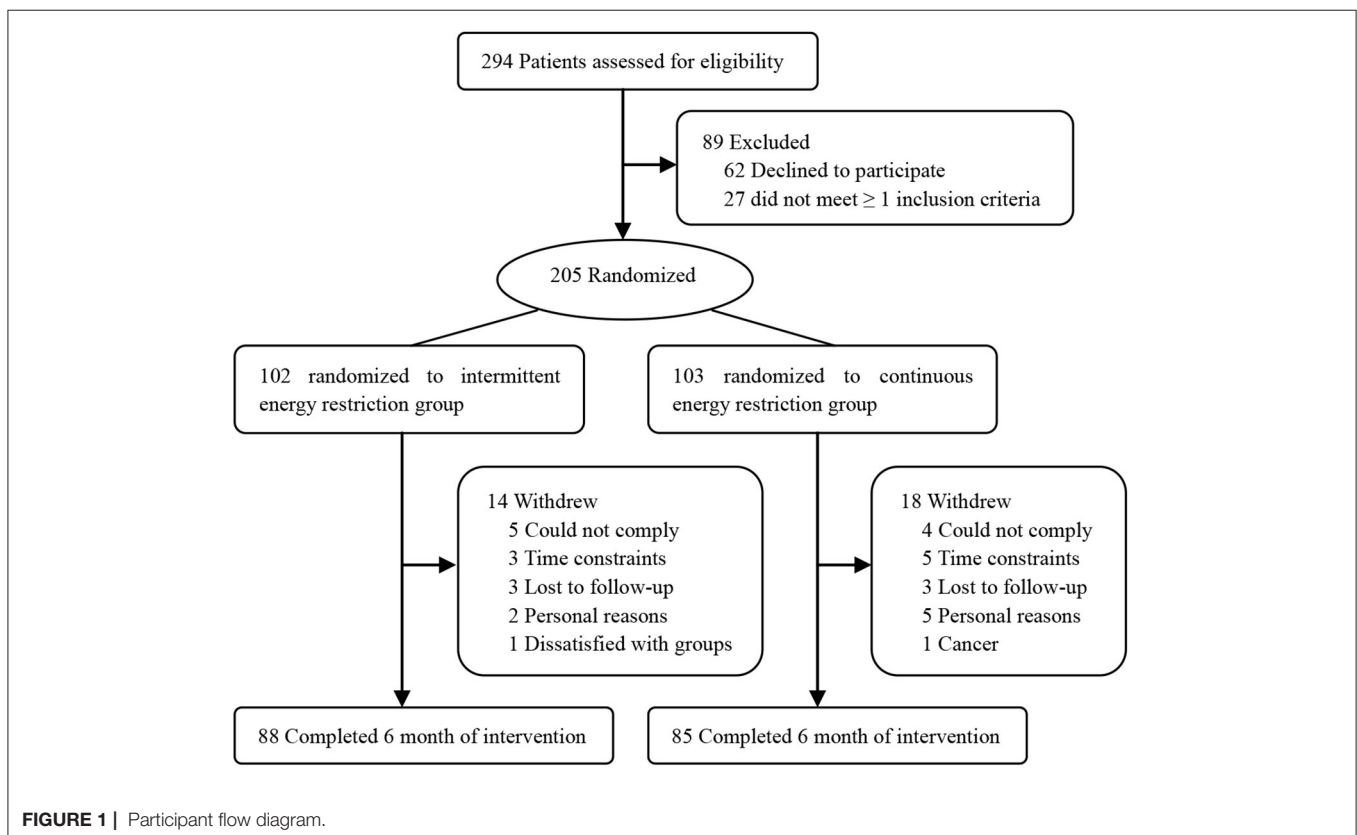 294 Patients assessed for eligibility
89 Excluded
62 Declined to participate
27 did not meet ≥ 1 inclusion criteria
205 Randomized
102 randomized to intermittent
energy restriction group
103 randomized to continuous
energy restriction group
14 Withdrew
5 Could not comply
3 Time constraints
3 Lost to follow-up
2 Personal reasons
1 Dissatisfied with groups
18 Withdrew
4 Could not comply
5 Time constraints
3 Lost to follow-up
5 Personal reasons
1 Cancer
88 Completed 6 month of intervention
85 Completed 6 month of intervention
FIGURE 1 | Participant flow diagram.